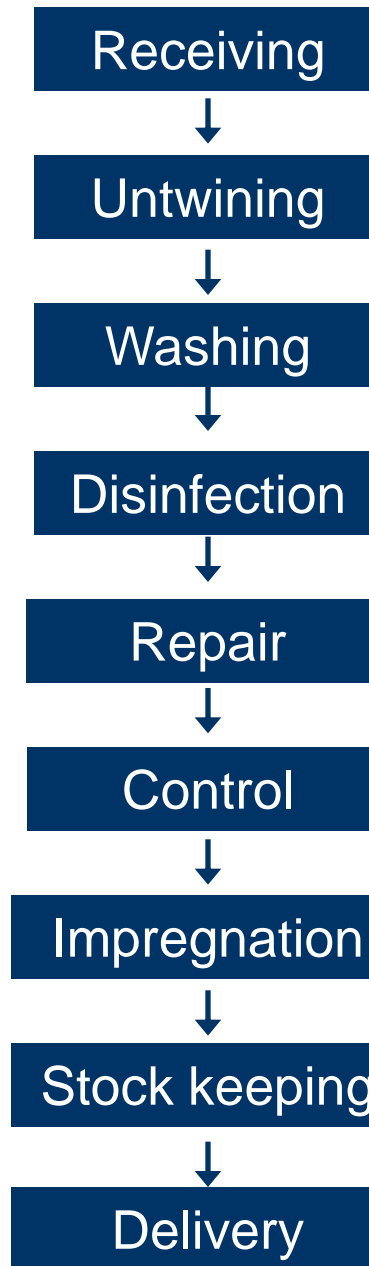 Receiving
Untwining
Washing
Disinfection
Repair
Control
Impregnation
Stock keeping
Delivery